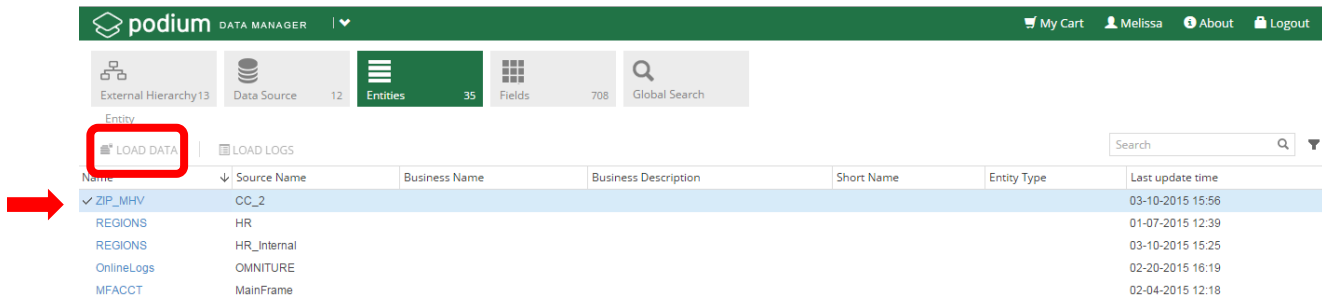 podium DATA MANAGER My Cart Melissa About Logout
External Hierarchy 13 Data Source 12 Entities 35 Fields 708 Global Search
Entity
LOAD DATA LOAD LOGS Search
Name Source Name Business Name Business Description Short Name Entity Type Last update time
ZIP_MHV CC_2 03-10-2015 15:56
REGIONS HR 01-07-2015 12:39
REGIONS HR_Internal 03-10-2015 15:25
OnlineLogs OMNITURE 02-20-2015 16:19
MFACCT MainFrame 02-04-2015 12:18